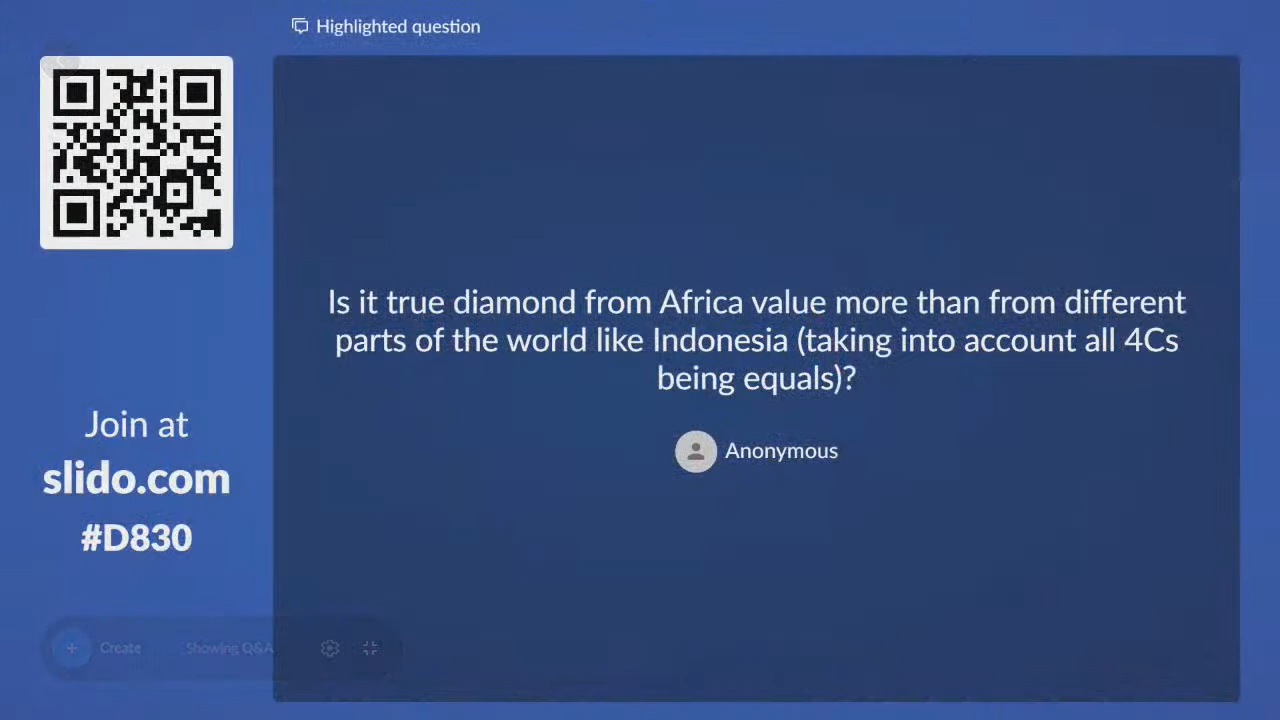 Highlighted question
Is it true diamond from Africa value more than from different
parts of the world like Indonesia (taking into account all 4Cs
being equals)?
Anonymous
Join at
slido.com
#D830
Create
Showing Q&A